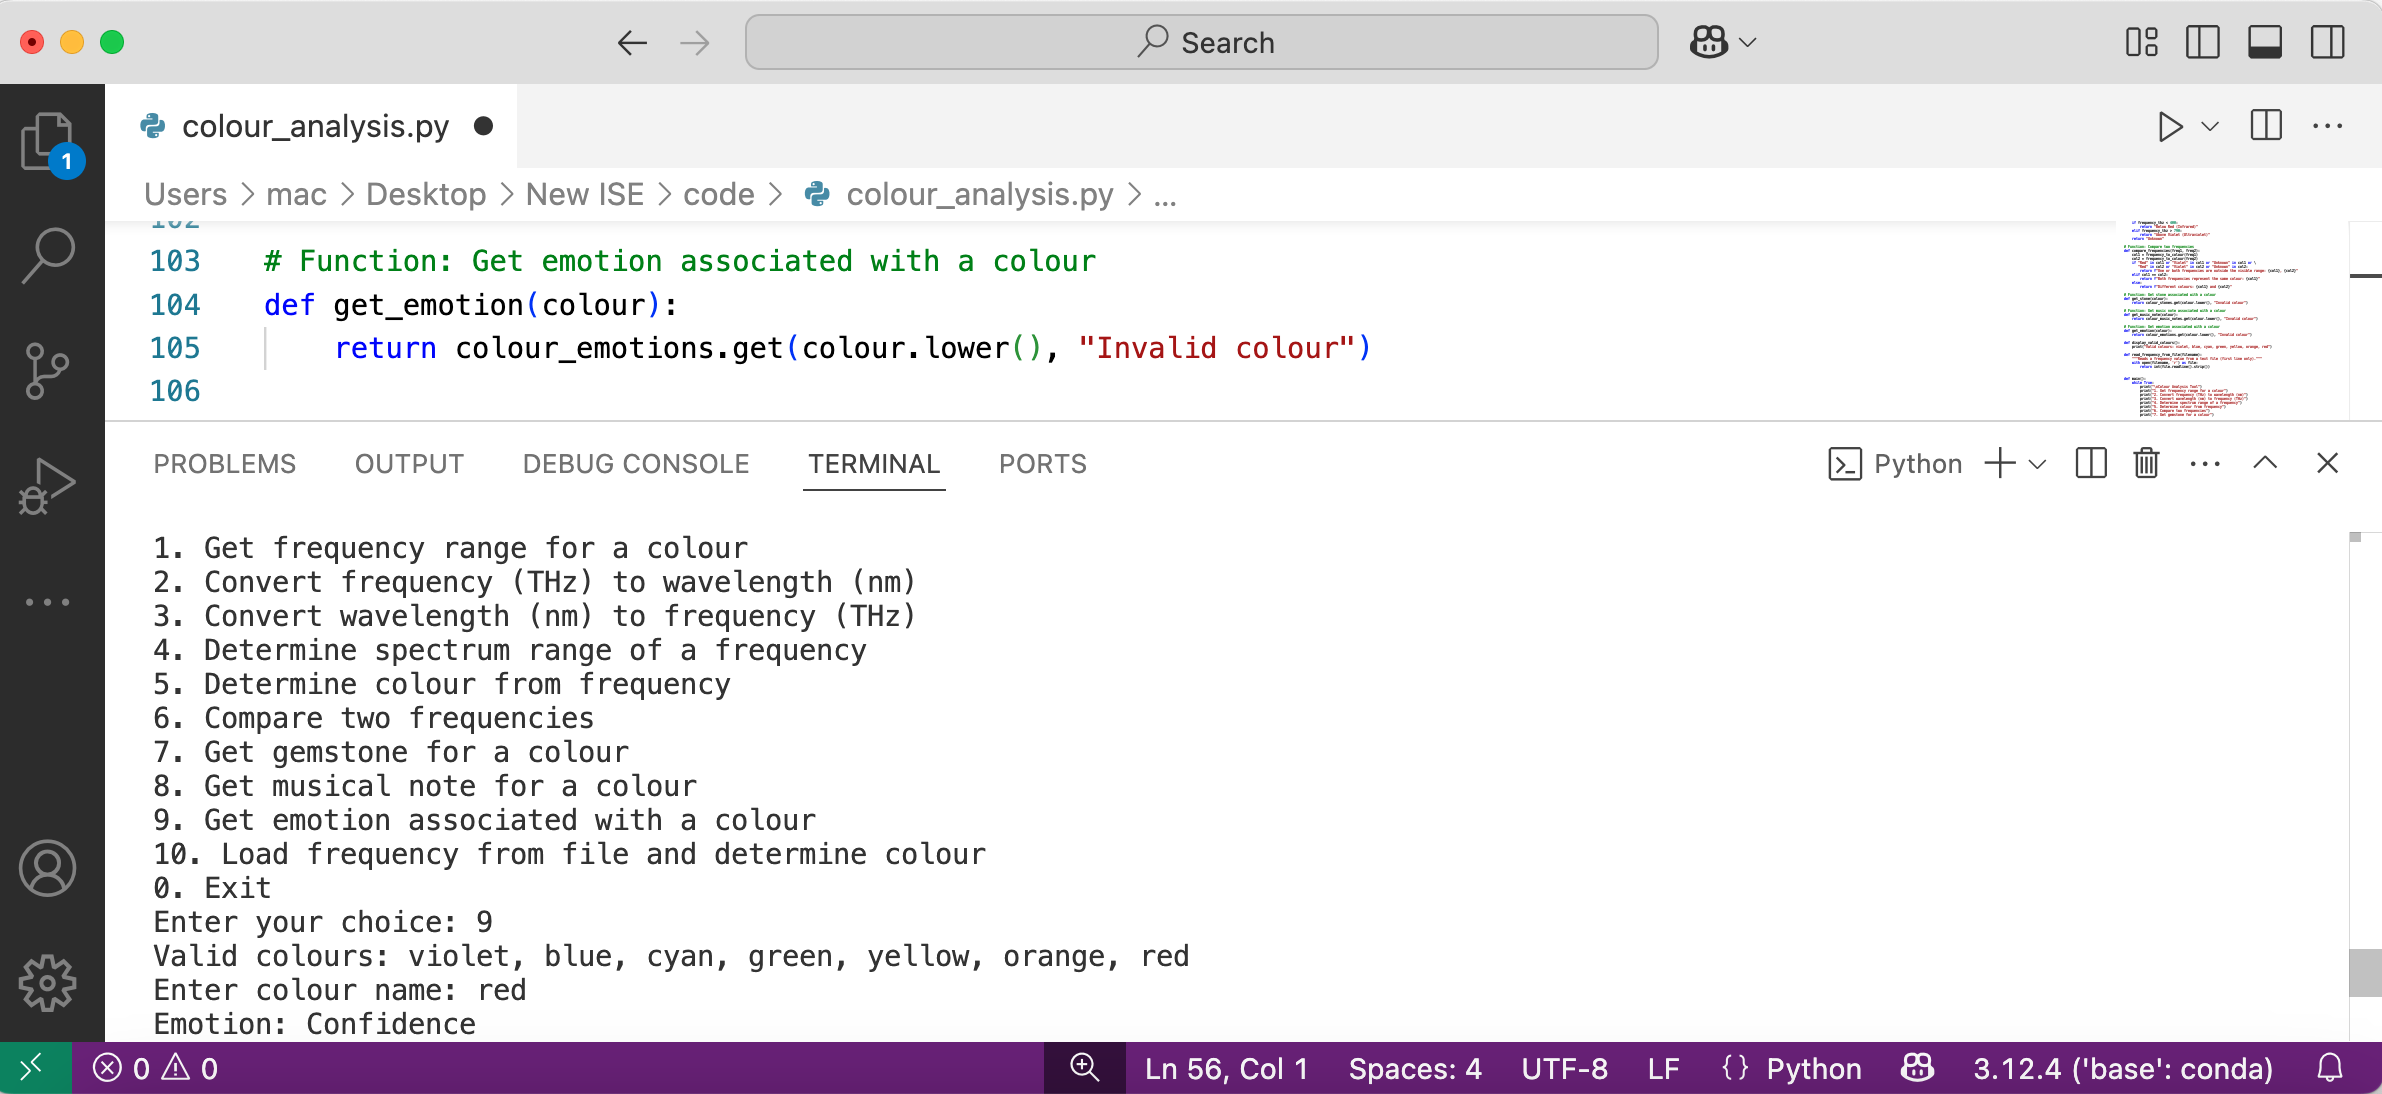 Search
1
colour_analysis.py
Users > mac > Desktop > New ISE > code > colour_analysis.py > ...
102
103 # Function: Get emotion associated with a colour
104 def get_emotion(colour):
105 return colour_emotions.get(colour.lower(), "Invalid colour")
106
PROBLEMS OUTPUT DEBUG CONSOLE TERMINAL PORTS Python
1. Get frequency range for a colour
2. Convert frequency (THz) to wavelength (nm)
3. Convert wavelength (nm) to frequency (THz)
4. Determine spectrum range of a frequency
5. Determine colour from frequency
6. Compare two frequencies
7. Get gemstone for a colour
8. Get musical note for a colour
9. Get emotion associated with a colour
10. Load frequency from file and determine colour
0. Exit
Enter your choice: 9
Valid colours: violet, blue, cyan, green, yellow, orange, red
Enter colour name: red
Emotion: Confidence
0 0 Ln 56, Col 1 Spaces: 4 UTF-8 LF {} Python 3.12.4 ('base': conda)